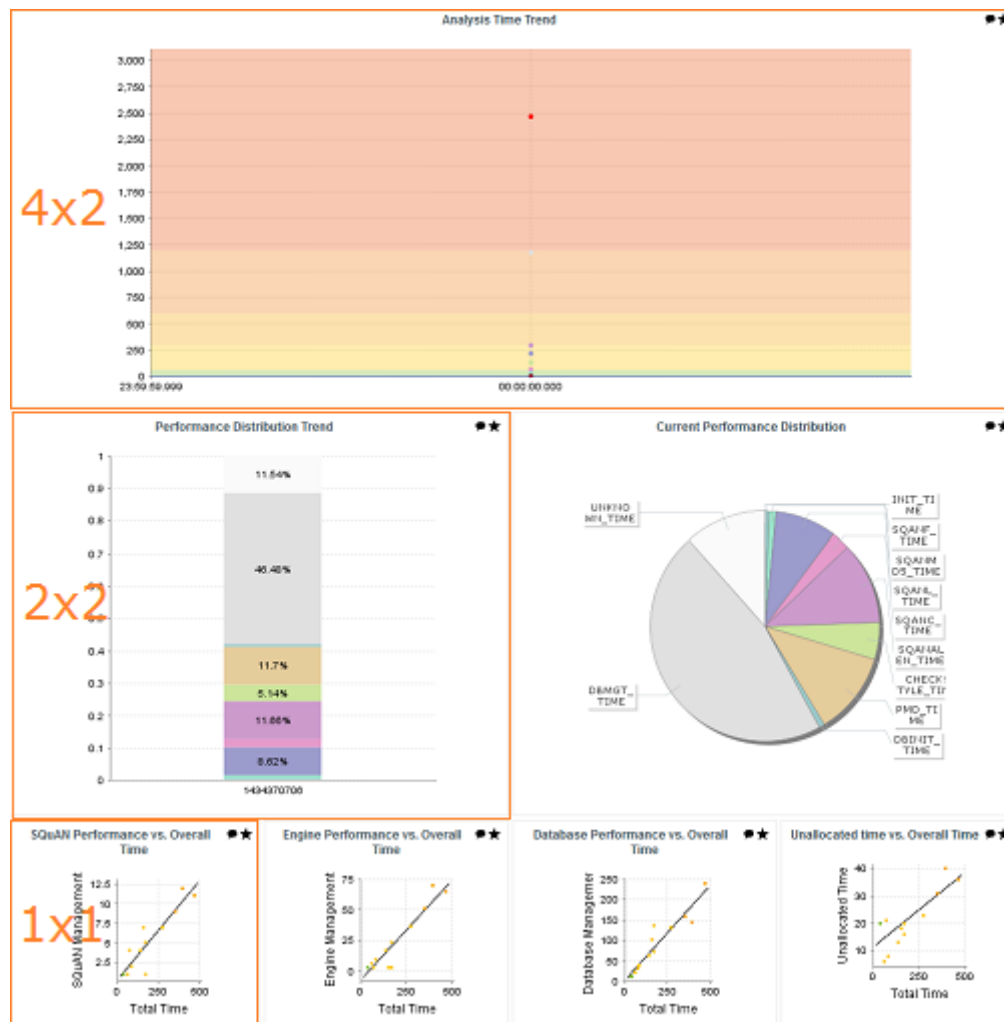 Analysis Time Trend
3,000
2,750
2,500
2,250
2,000
1,750
1,500
1,250
1,000
750
500
250
0
23:59:59.999
00:00:00.000
4x2
Performance Distribution Trend
1
0.9
0.8
0.7
0.6
0.5
0.4
0.3
0.2
0.1
0
11.54%
46.48%
11.7%
5.14%
11.86%
8.62%
1434370706
2x2
Current Performance Distribution
UNKNO
WN_TIME
DBMGT_
TIME
INIT_TI
ME
SQANF_
TIME
SQANM
DS_TIME
SQANL_
TIME
SQANC_
TIME
SQANAL
EN_TIME
CHECKS
TYLE_TIM
PMD_TI
ME
DBINIT_
TIME
SQuAN Performance vs. Overall
Time
12.5
10.0
7.5
5.0
2.5
SQuAN Management
0
250
500
Total Time
1x1
Engine Performance vs. Overall
Time
75
50
25
0
Engine Management
0
250
500
Total Time
Database Performance vs. Overall
Time
250
200
150
100
50
0
Database Managemer
0
250
500
Total Time
Unallocated time vs. Overall Time
40
30
20
10
Unallocated Time
0
250
500
Total Time